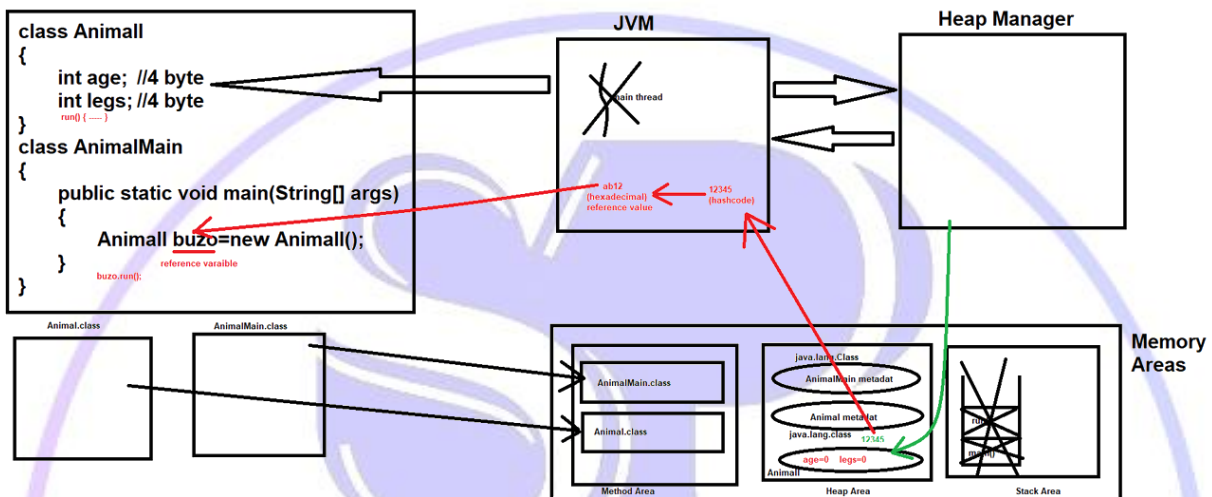 class Animall
{
int age; //4 byte
int legs; //4 byte
run() { ----- }
}
class AnimalMain
{
public static void main(String[] args)
{
Animall buzo=new Animall();
reference varaible
}
buzo.run();
}
JVM
main thread
ab12
(hexadecimal)
reference value
12345
(hashcode)
Heap Manager
Animal.class
AnimalMain.class
Memory
Areas
AnimalMain.class
Animal.class
Method Area
java.lang.Class
AnimalMain metadat
Animal metadat
java.lang.class
12345
age=0 legs=0
Animall
Heap Area
main()
Stack Area